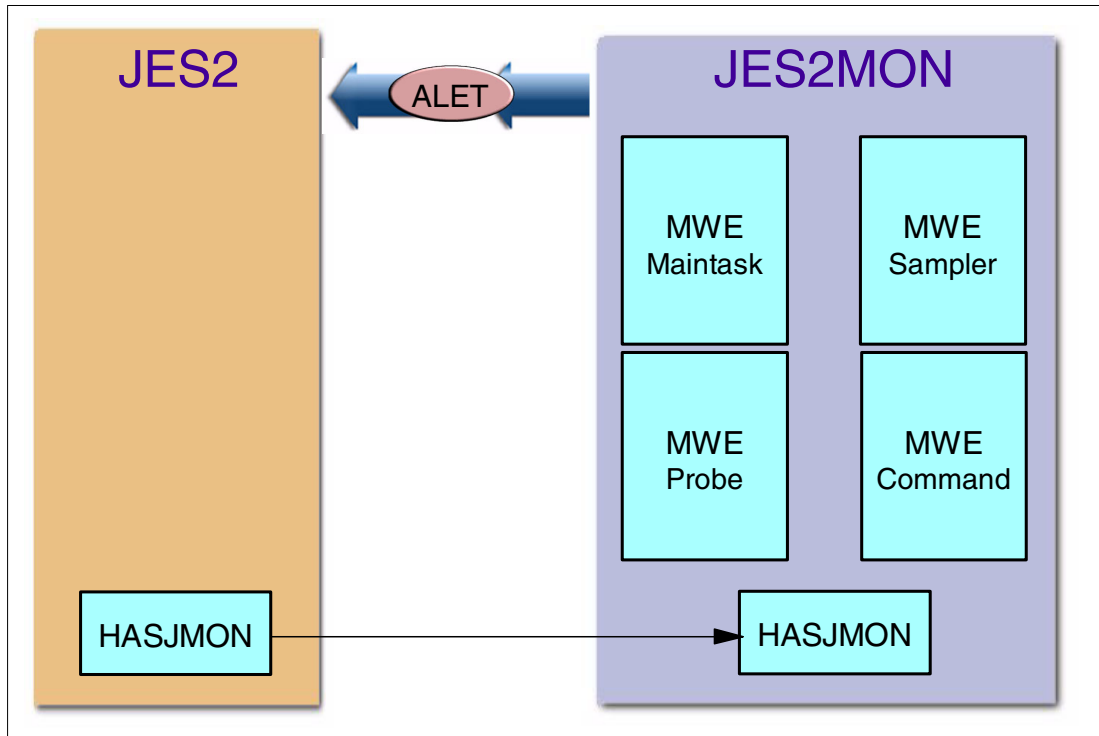 JES2
ALET
JES2MON
MWE
Maintask
MWE
Sampler
MWE
Probe
MWE
Command
HASJMON
HASJMON